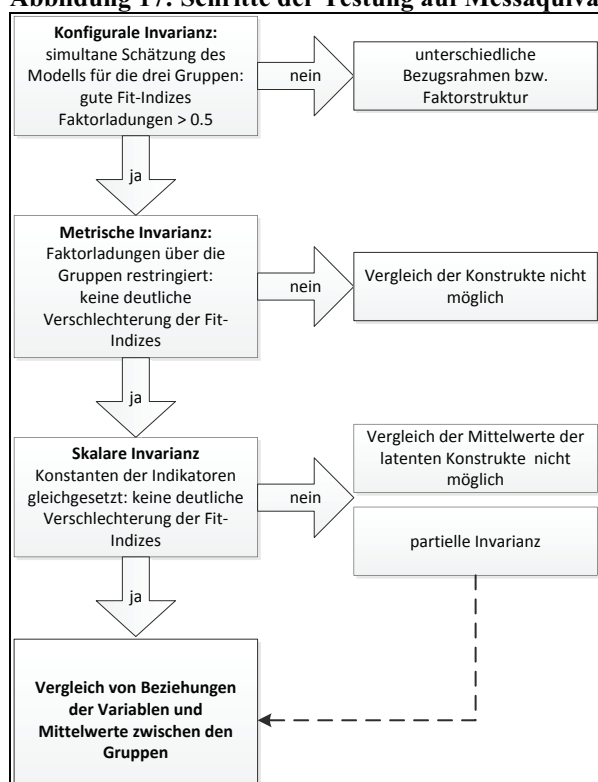 Abbildung 17: Schritte der Testung auf Messäquiva
Konfigurale Invarianz:
simultane Schätzung des
Modells für die drei Gruppen:
gute Fit-Indizes
Faktorladungen > 0.5
nein
unterschiedliche
Bezugsrahmen bzw.
Faktorstruktur
ja
Metrische Invarianz:
Faktorladungen über die
Gruppen restringiert:
keine deutliche
Verschlechterung der Fit-
Indizes
nein
Vergleich der Konstrukte nicht
möglich
ja
Skalare Invarianz
Konstanten der Indikatoren
gleichgesetzt: keine deutliche
Verschlechterung der Fit-
Indizes
nein
Vergleich der Mittelwerte der
latenten Konstrukte nicht
möglich
partielle Invarianz
ja
Vergleich von Beziehungen
der Variablen und
Mittelwerte zwischen den
Gruppen